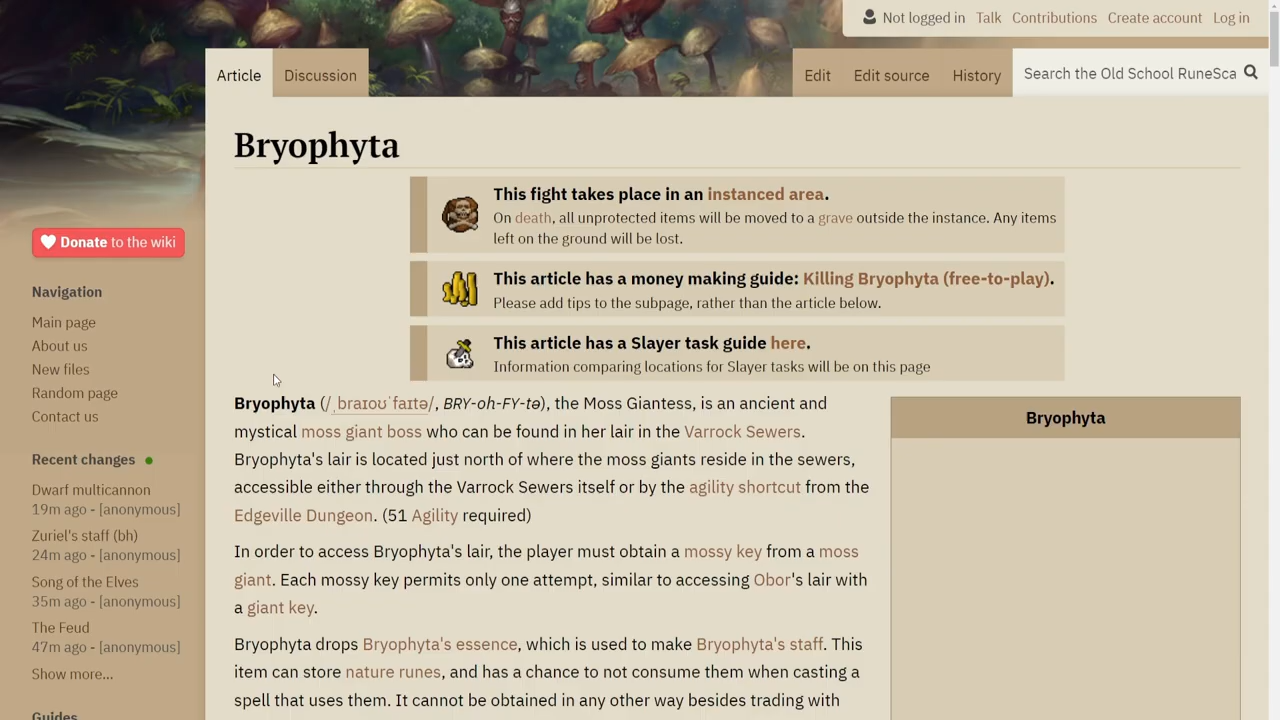 Not logged in Talk Contributions Create account Log in
Article Discussion Edit Edit source History Search the Old School RuneSca
Bryophyta
This fight takes place in an instanced area.
On death, all unprotected items will be moved to a grave outside the instance. Any items
left on the ground will be lost.
This article has a money making guide: Killing Bryophyta (free-to-play).
Please add tips to the subpage, rather than the article below.
This article has a Slayer task guide here.
Information comparing locations for Slayer tasks will be on this page
Donate to the wiki
Navigation
Main page
About us
New files
Random page
Contact us
Recent changes
Dwarf multicannon
19m ago - [anonymous]
Zuriel's staff (bh)
24m ago - [anonymous]
Song of the Elves
35m ago - [anonymous]
The Feud
47m ago - [anonymous]
Show more...
Guides
Bryophyta (/ˌbraɪoʊˈfaɪtə/, BRY-oh-FY-tə), the Moss Giantess, is an ancient and
mystical moss giant boss who can be found in her lair in the Varrock Sewers.
Bryophyta's lair is located just north of where the moss giants reside in the sewers,
accessible either through the Varrock Sewers itself or by the agility shortcut from the
Edgeville Dungeon. (51 Agility required)
In order to access Bryophyta's lair, the player must obtain a mossy key from a moss
giant. Each mossy key permits only one attempt, similar to accessing Obor's lair with
a giant key.
Bryophyta drops Bryophyta's essence, which is used to make Bryophyta's staff. This
item can store nature runes, and has a chance to not consume them when casting a
spell that uses them. It cannot be obtained in any other way besides trading with
Bryophyta